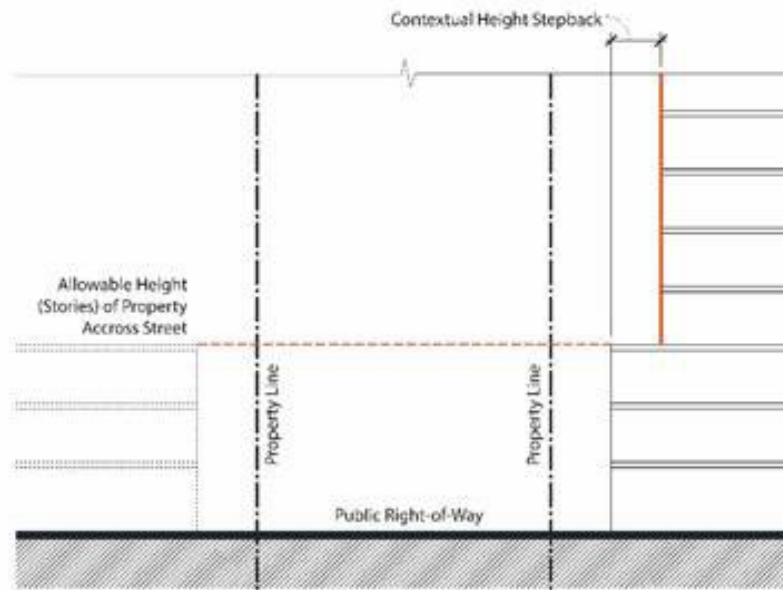 Contextual Height Stepback
Allowable Height
(Stories) of Property
Accross Street
Property Line
Property Line
Public Right-of-Way